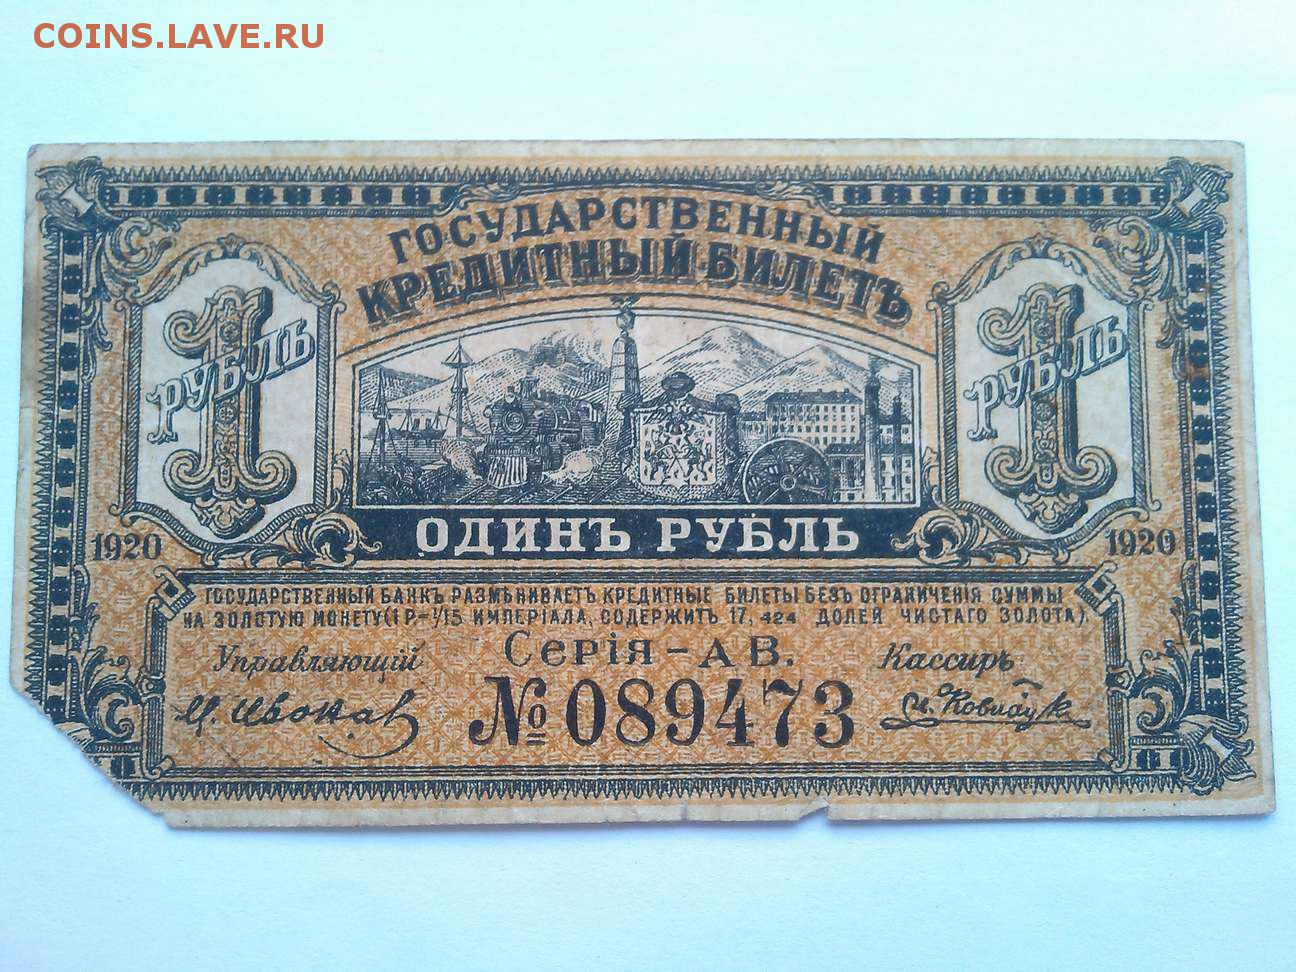 COINS.LAVE.RU
ГОСУДАРСТВЕННЫЙ
КРЕДИТНЫЙ БИЛЕТЪ
1 РУБЛЬ
1 РУБЛЬ
ОДИНЪ РУБЛЬ
1920
1920
ГОСУДАРСТВЕННЫЙ БАНКЪ РАЗМѢНИВАЕТЪ КРЕДИТНЫЕ БИЛЕТЫ БЕЗЪ ОГРАНИЧЕНІЯ СУММЫ
НА ЗОЛОТУЮ МОНЕТУ (1 Р.=1/15 ИМПЕРІАЛА, СОДЕРЖИТЪ 17, 424 ДОЛЕЙ ЧИСТАГО ЗОЛОТА).
Управляющій
Серія - АВ.
Кассиръ
№ 089473